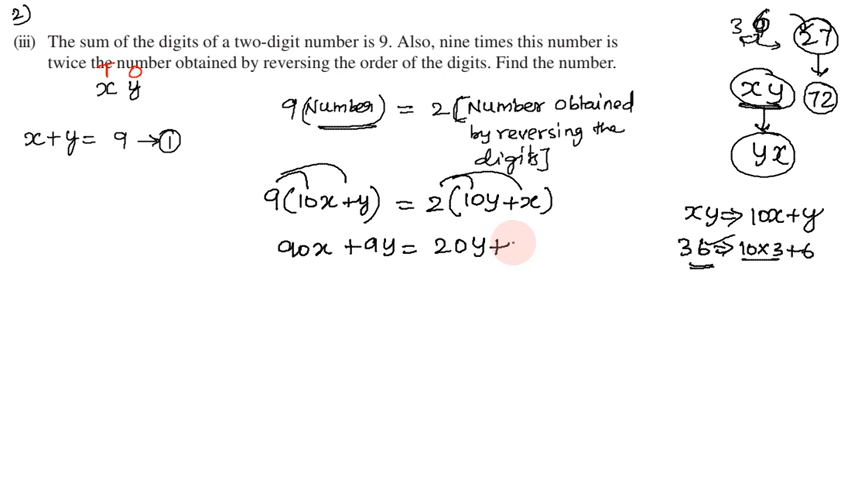 2)
(iii) The sum of the digits of a two-digit number is 9. Also, nine times this number is
twice the number obtained by reversing the order of the digits. Find the number.
T O
x y
x+y= 9 → ①
9(Number) = 2[Number obtained
by reversing the
digits]
9(10x+y) = 2(10y+x)
90x +9y = 20y+
36
27
72
xy
yx
xy ⇒ 10x+y
36 ⇒ 10×3+6